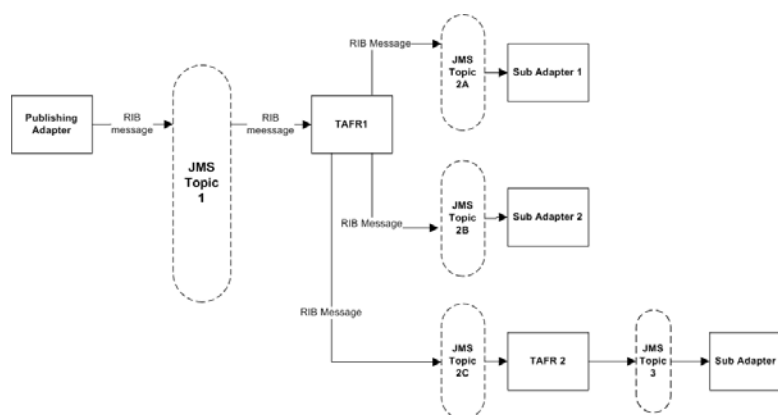 RIB Message
JMS
Topic
2A
Sub Adapter 1
Publishing
Adapter
RIB
message
JMS
Topic
1
RIB
meessage
TAFR1
RIB Message
JMS
Topic
2B
Sub Adapter 2
RIB Message
JMS
Topic
2C
TAFR 2
JMS
Topic
3
Sub Adapter